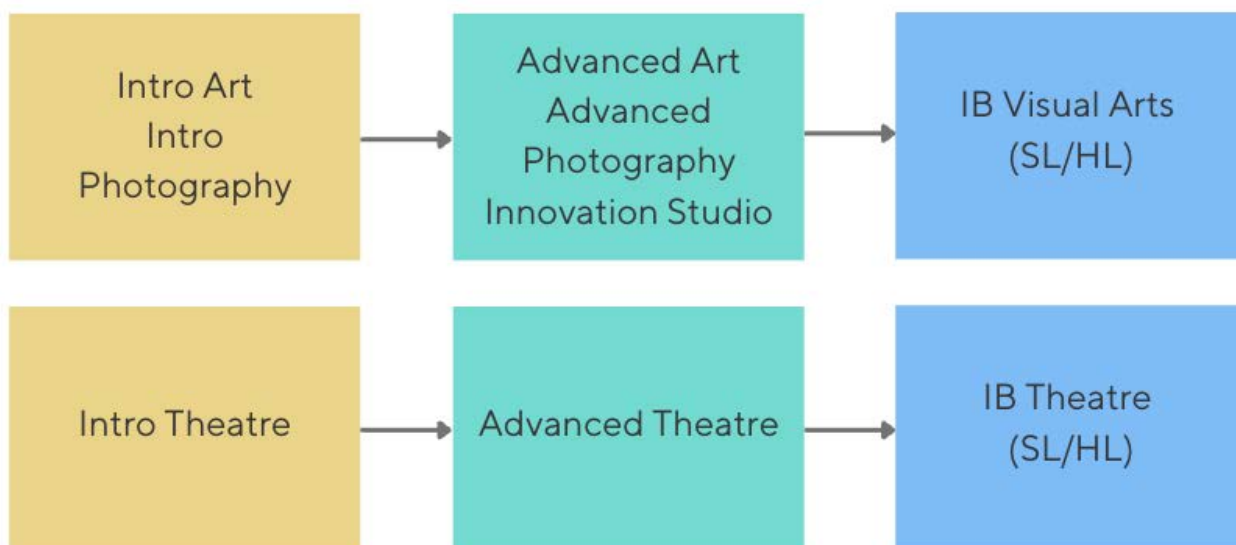 Intro Art
Intro
Photography
Advanced Art
Advanced
Photography
Innovation Studio
IB Visual Arts
(SL/HL)
Intro Theatre
Advanced Theatre
IB Theatre
(SL/HL)